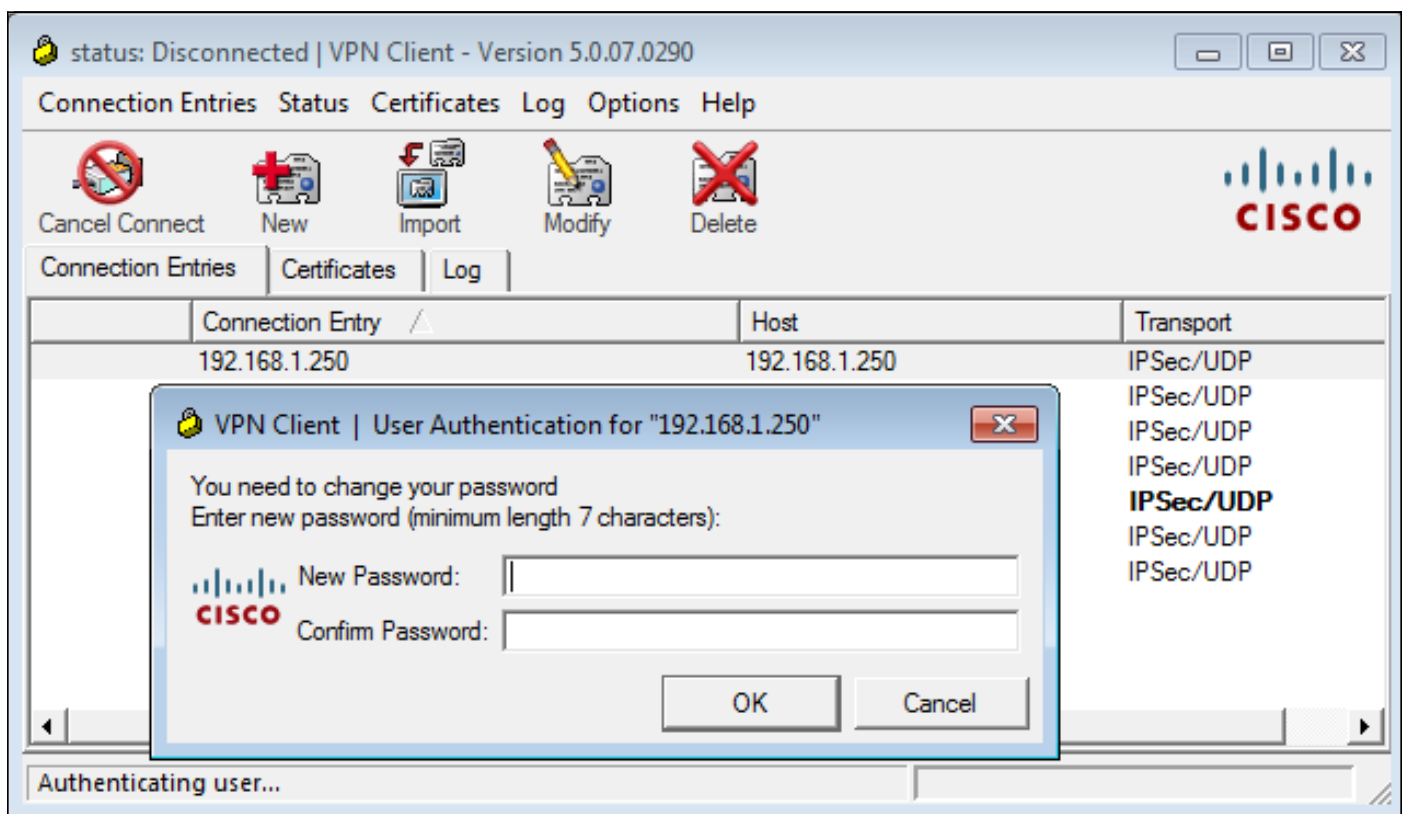 status: Disconnected | VPN Client - Version 5.0.07.0290
Connection Entries Status Certificates Log Options Help
Cancel Connect New Import Modify Delete
CISCO
Connection Entries Certificates Log
Connection Entry Host Transport
192.168.1.250 192.168.1.250 IPSec/UDP
IPSec/UDP
IPSec/UDP
IPSec/UDP
IPSec/UDP
IPSec/UDP
IPSec/UDP
VPN Client | User Authentication for "192.168.1.250"
You need to change your password
Enter new password (minimum length 7 characters):
CISCO
New Password:
Confirm Password:
OK Cancel
Authenticating user...